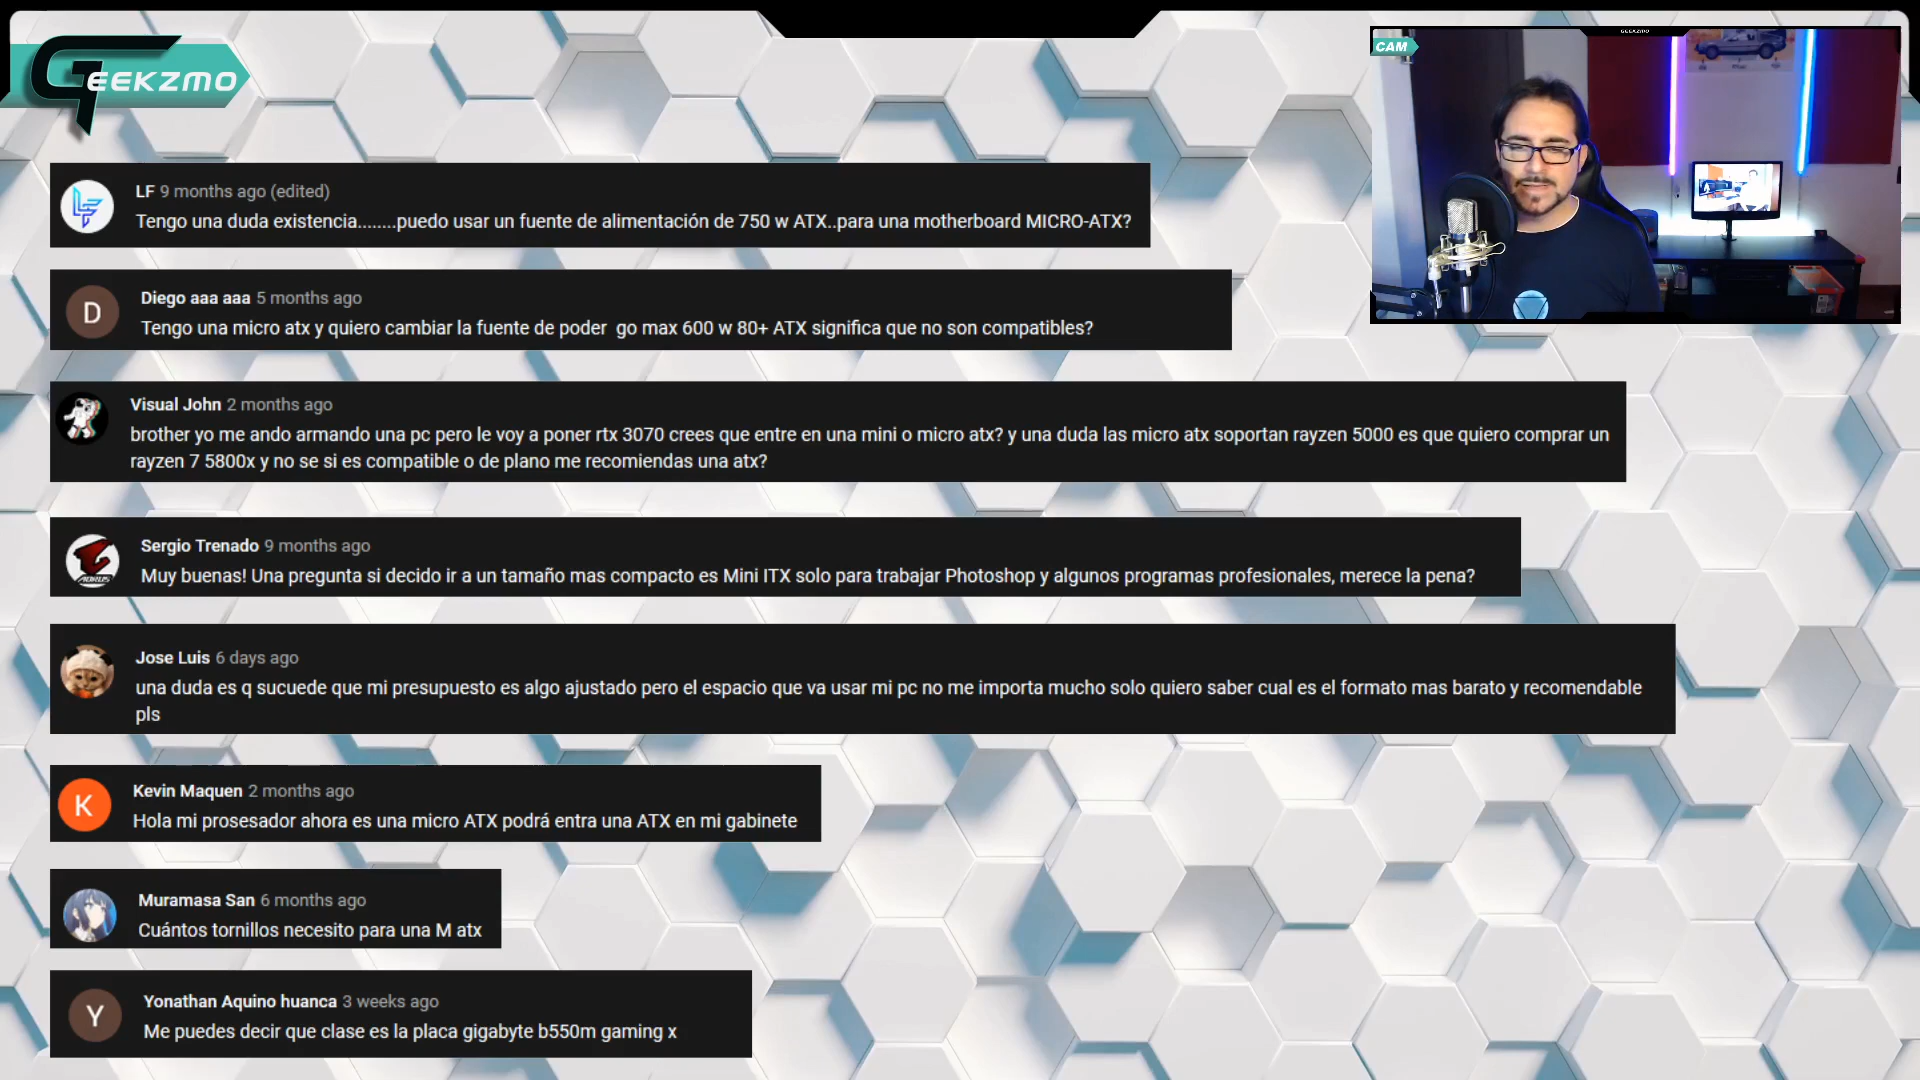 GEEKZMO
CAM
GEEKZMO
LF 9 months ago (edited)
Tengo una duda existencia........puedo usar un fuente de alimentación de 750 w ATX..para una motherboard MICRO-ATX?
D
Diego aaa aaa 5 months ago
Tengo una micro atx y quiero cambiar la fuente de poder go max 600 w 80+ ATX significa que no son compatibles?
Visual John 2 months ago
brother yo me ando armando una pc pero le voy a poner rtx 3070 crees que entre en una mini o micro atx? y una duda las micro atx soportan rayzen 5000 es que quiero comprar un
rayzen 7 5800x y no se si es compatible o de plano me recomiendas una atx?
AORUS
Sergio Trenado 9 months ago
Muy buenas! Una pregunta si decido ir a un tamaño mas compacto es Mini ITX solo para trabajar Photoshop y algunos programas profesionales, merece la pena?
Jose Luis 6 days ago
una duda es q sucuede que mi presupuesto es algo ajustado pero el espacio que va usar mi pc no me importa mucho solo quiero saber cual es el formato mas barato y recomendable
pls
K
Kevin Maquen 2 months ago
Hola mi prosesador ahora es una micro ATX podrá entra una ATX en mi gabinete
Muramasa San 6 months ago
Cuántos tornillos necesito para una M atx
Y
Yonathan Aquino huanca 3 weeks ago
Me puedes decir que clase es la placa gigabyte b550m gaming x